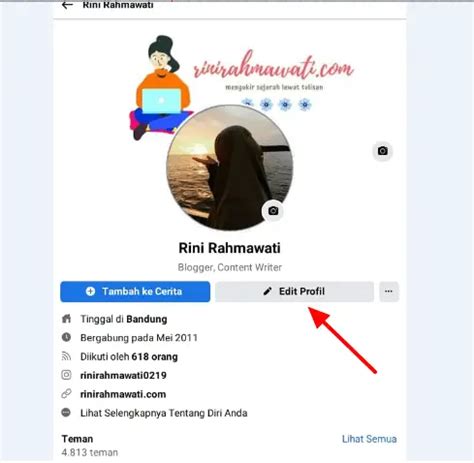 Rini Rahmawati
rinirahmawati.com
mengukir sejarah lewat tulisan
Rini Rahmawati
Blogger, Content Writer
Tambah ke Cerita
Edit Profil
...
Tinggal di Bandung
Bergabung pada Mei 2011
Diikuti oleh 618 orang
rinirahmawati0219
rinirahmawati.com
Lihat Selengkapnya Tentang Diri Anda
Teman
Lihat Semua
4.813 teman